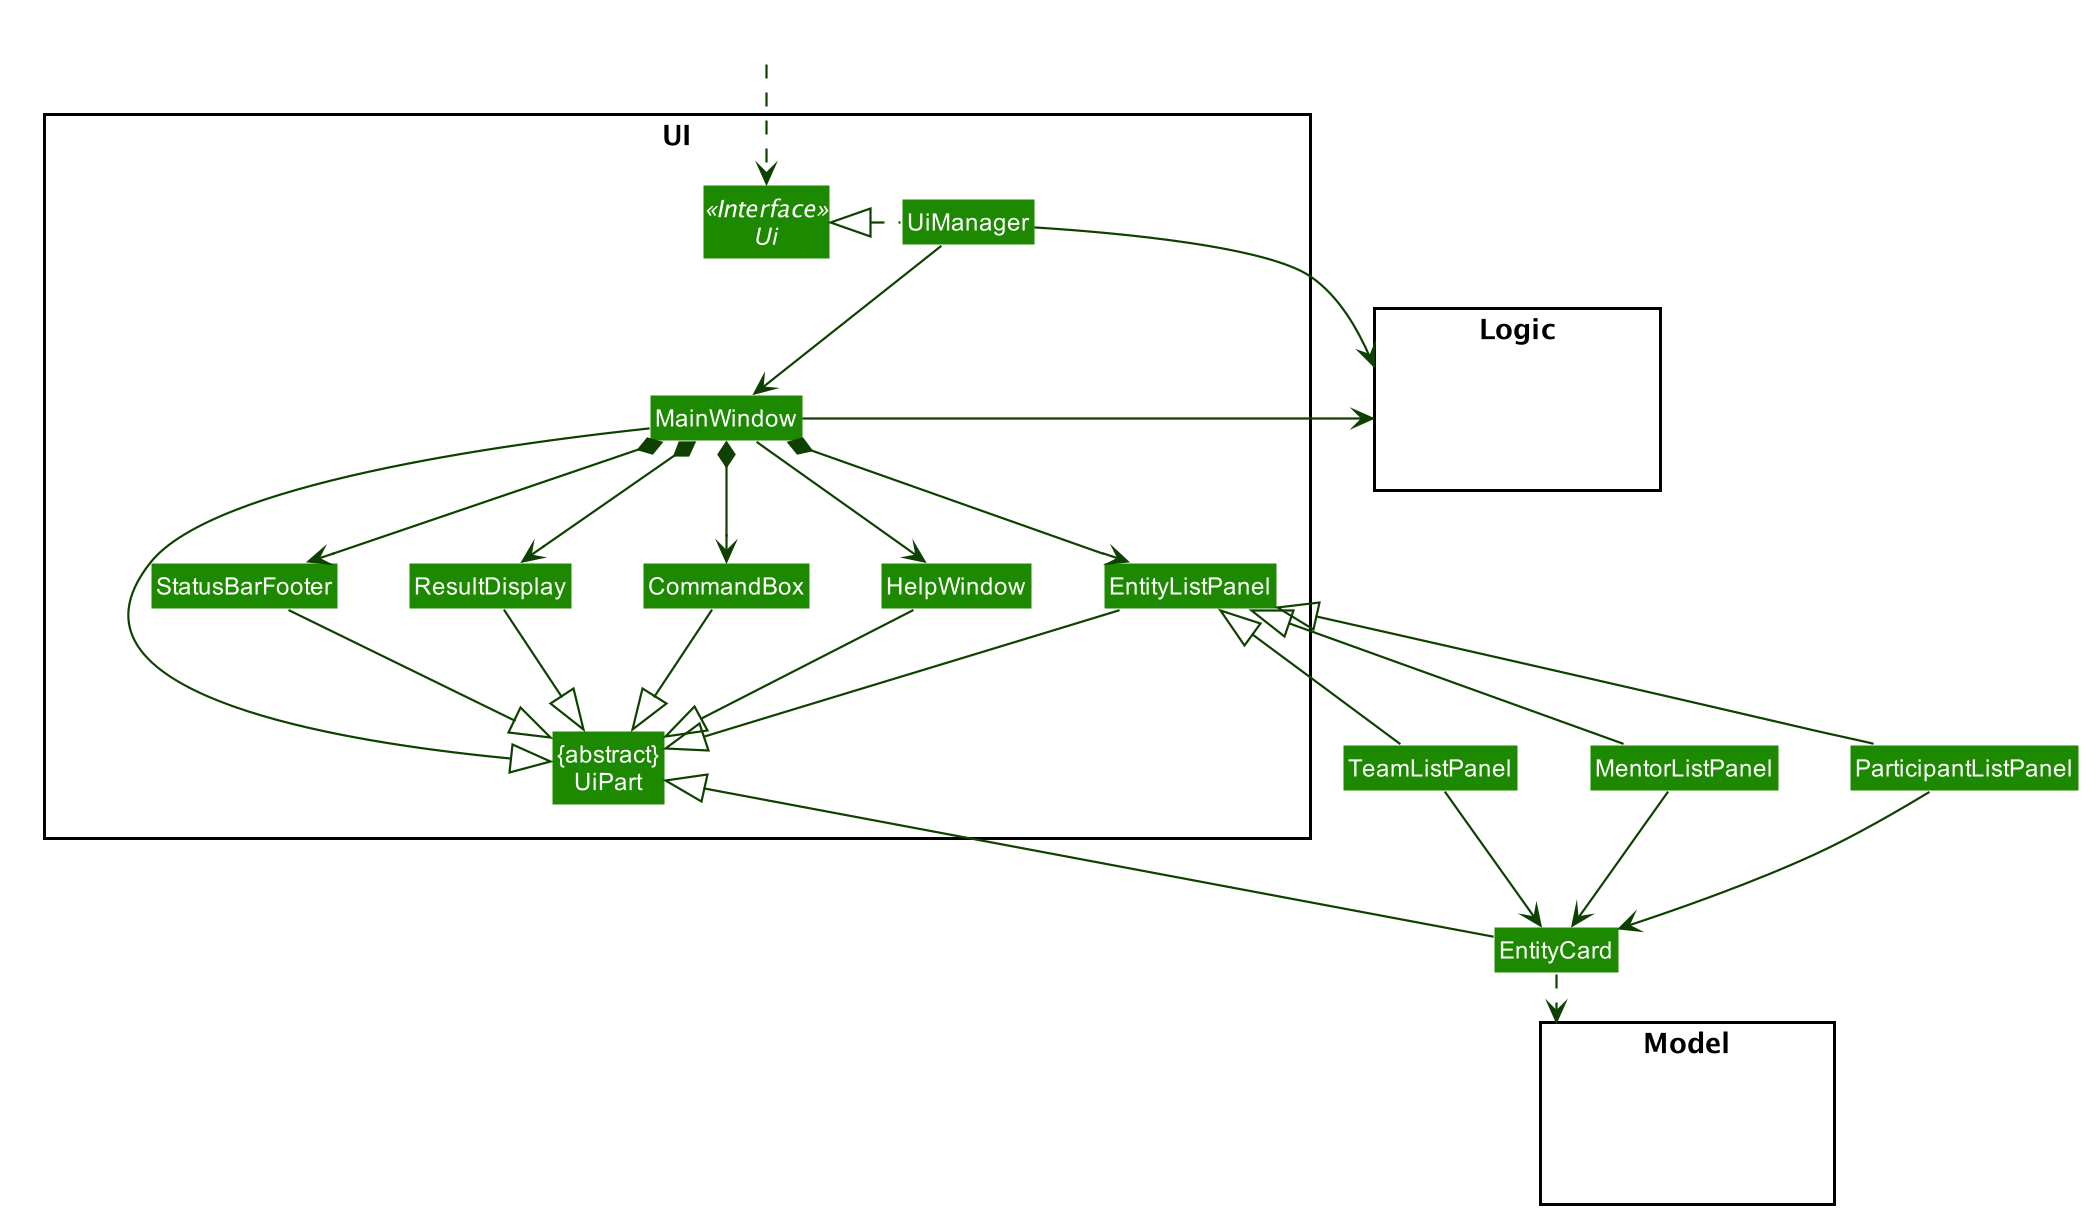 UI
«Interface»
Ui
UiManager
Logic
MainWindow
StatusBarFooter
ResultDisplay
CommandBox
HelpWindow
EntityListPanel
{abstract}
UiPart
TeamListPanel
MentorListPanel
ParticipantListPanel
EntityCard
Model